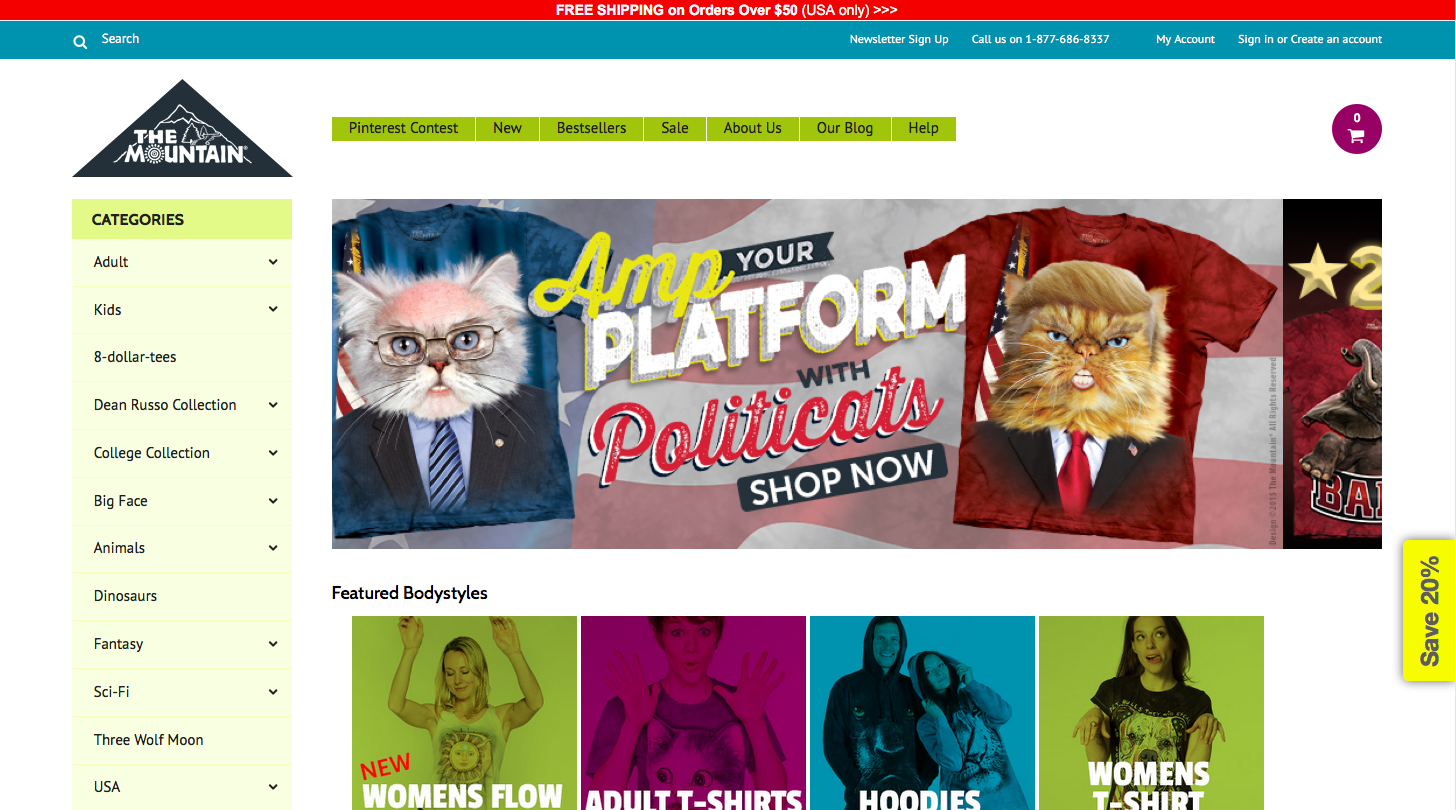 FREE SHIPPING on Orders Over $50 (USA only) >>>
Search
Newsletter Sign Up
Call us on 1-877-686-8337
My Account
Sign in or Create an account
THE
MOUNTAIN®
Pinterest Contest
New
Bestsellers
Sale
About Us
Our Blog
Help
0
CATEGORIES
Adult
Kids
8-dollar-tees
Dean Russo Collection
College Collection
Big Face
Animals
Dinosaurs
Fantasy
Sci-Fi
Three Wolf Moon
USA
Amp YOUR
PLATFORM
WITH
Politicats
SHOP NOW
Design ©2015 The Mountain® All Rights Reserved
2
BA
Save 20%
Featured Bodystyles
NEW
WOMENS FLOW
ADULT T-SHIRTS
HOODIES
WOMENS
T-SHIRT